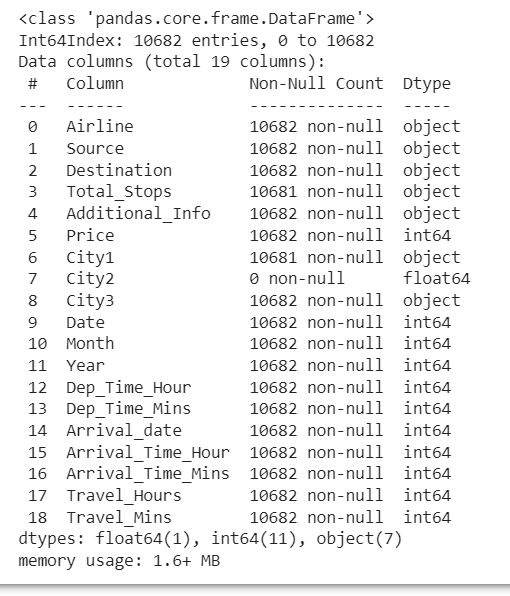 <class 'pandas.core.frame.DataFrame'>
Int64Index: 10682 entries, 0 to 10682
Data columns (total 19 columns):
 #   Column             Non-Null Count  Dtype
---  ------             --------------  -----
 0   Airline            10682 non-null  object
 1   Source             10682 non-null  object
 2   Destination        10682 non-null  object
 3   Total_Stops        10681 non-null  object
 4   Additional_Info    10682 non-null  object
 5   Price              10682 non-null  int64
 6   City1              10681 non-null  object
 7   City2              0 non-null      float64
 8   City3              10682 non-null  object
 9   Date               10682 non-null  int64
 10  Month              10682 non-null  int64
 11  Year               10682 non-null  int64
 12  Dep_Time_Hour      10682 non-null  int64
 13  Dep_Time_Mins      10682 non-null  int64
 14  Arrival_date       10682 non-null  int64
 15  Arrival_Time_Hour  10682 non-null  int64
 16  Arrival_Time_Mins  10682 non-null  int64
 17  Travel_Hours       10682 non-null  int64
 18  Travel_Mins        10682 non-null  int64
dtypes: float64(1), int64(11), object(7)
memory usage: 1.6+ MB